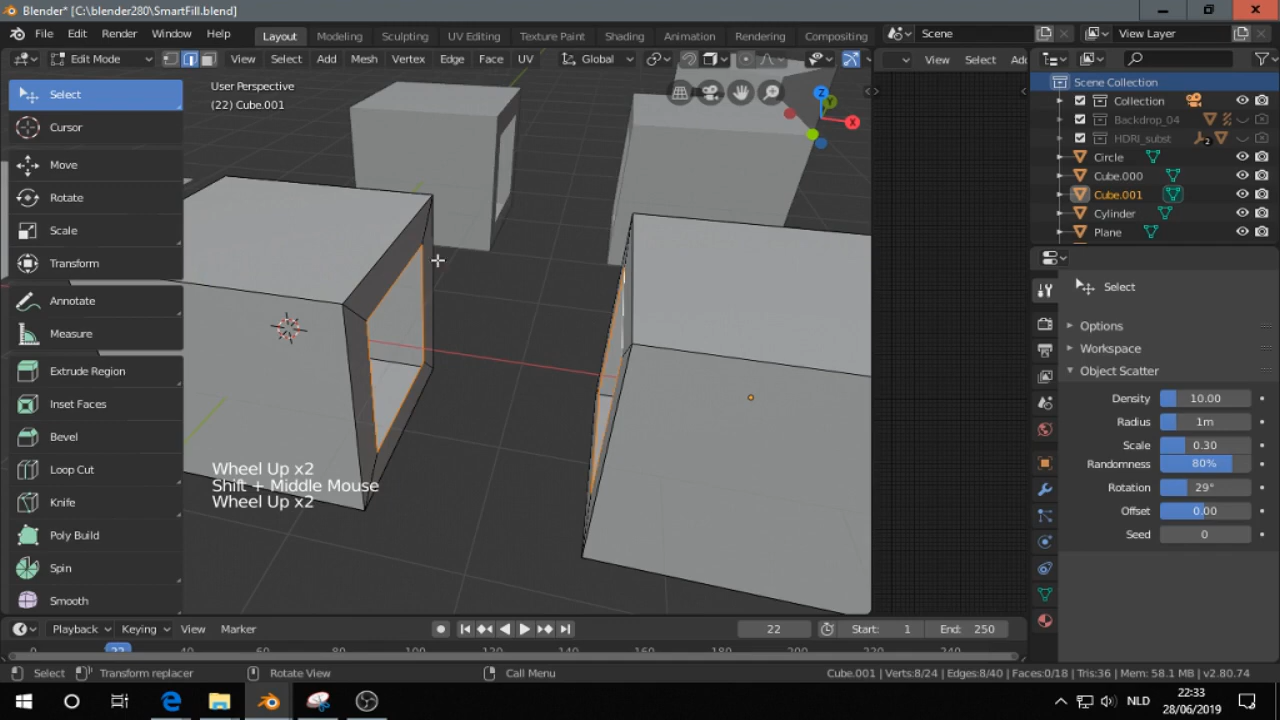 Blender* [C:\blender280\SmartFill.blend]
File Edit Render Window Help Layout Modeling Sculpting UV Editing Texture Paint Shading Animation Rendering Compositing Scene View Layer
Edit Mode View Select Add Mesh Vertex Edge Face UV Global View Select Ad
Select
Cursor
Move
Rotate
Scale
Transform
Annotate
Measure
Extrude Region
Inset Faces
Bevel
Loop Cut
Knife
Poly Build
Spin
Smooth
User Perspective
(22) Cube.001
Z
Y
X
Wheel Up x2
Shift + Middle Mouse
Wheel Up x2
Scene Collection
Collection
Backdrop_04
HDRI_subst 2
Circle
Cube.000
Cube.001
Cylinder
Plane
Select
Options
Workspace
Object Scatter
Density 10.00
Radius 1m
Scale 0.30
Randomness 80%
Rotation 29°
Offset 0.00
Seed 0
Playback Keying View Marker 22 Start: 1 End: 250
0 22 40 60 80 100 120 140 160 180 200 220 240
Select Transform replacer Rotate View Call Menu Cube.001 | Verts:8/24 | Edges:8/40 | Faces:0/18 | Tris:36 | Mem: 58.1 MB | v2.80.74
NLD 22:33
28/06/2019